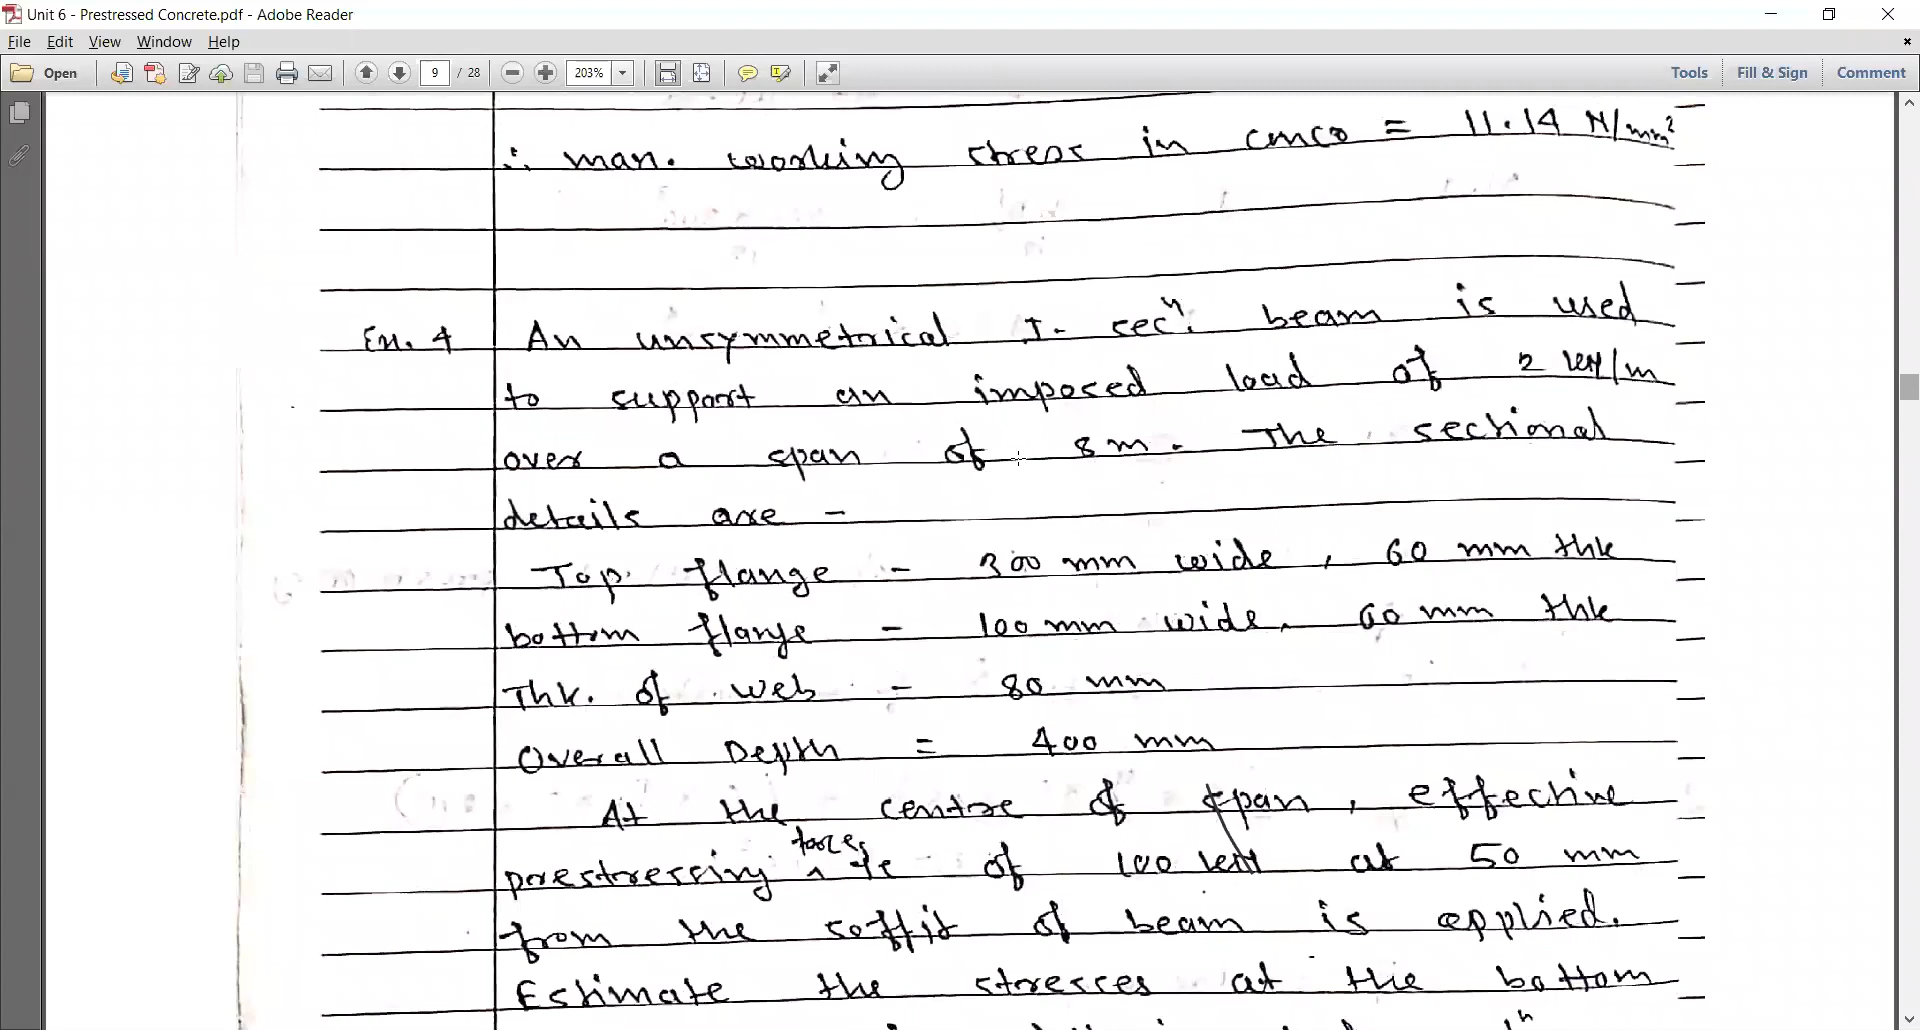 Unit 6 - Prestressed Concrete.pdf - Adobe Reader
File Edit View Window Help
Open 9 / 28 203% Tools Fill & Sign Comment
∴ max. working stress in conco = 11.14 N/mm²
Ex. 4 An unsymmetrical I- secⁿ. beam is used
to support an imposed load of 2 kN/m
over a span of 8 m. The sectional
details are -
Top flange - 300 mm wide, 60 mm thk
bottom flange - 100 mm wide, 60 mm thk
Thk. of web - 80 mm
Overall Depth = 400 mm
At the centre of span, effective
prestressing force of 100 kN at 50 mm
from the soffit of beam is applied.
Estimate the stresses at the bottom